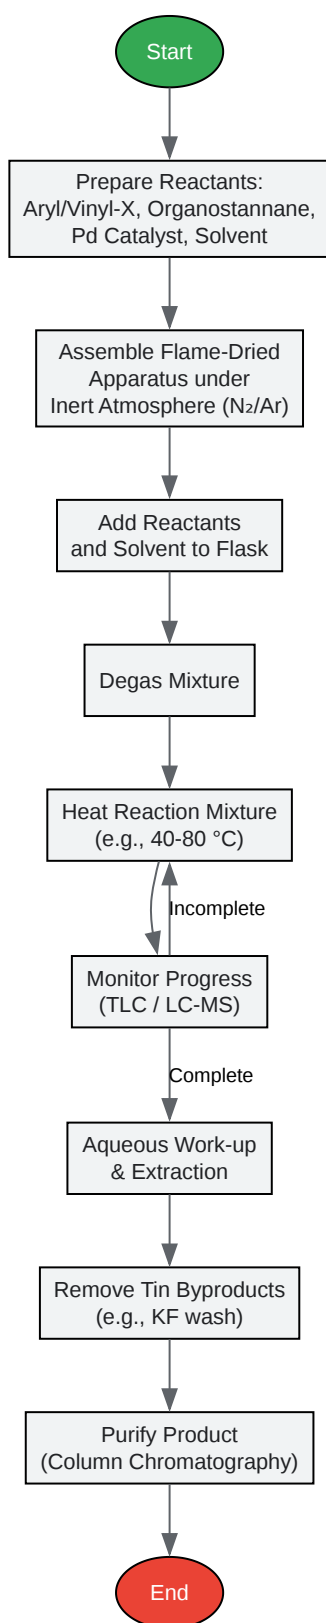 Start
Prepare Reactants:
Aryl/Vinyl-X, Organostannane,
Pd Catalyst, Solvent
Assemble Flame-Dried
Apparatus under
Inert Atmosphere (N₂/Ar)
Add Reactants
and Solvent to Flask
Degas Mixture
Heat Reaction Mixture
(e.g., 40-80 °C)
Incomplete
Monitor Progress
(TLC / LC-MS)
Complete
Aqueous Work-up
& Extraction
Remove Tin Byproducts
(e.g., KF wash)
Purify Product
(Column Chromatography)
End